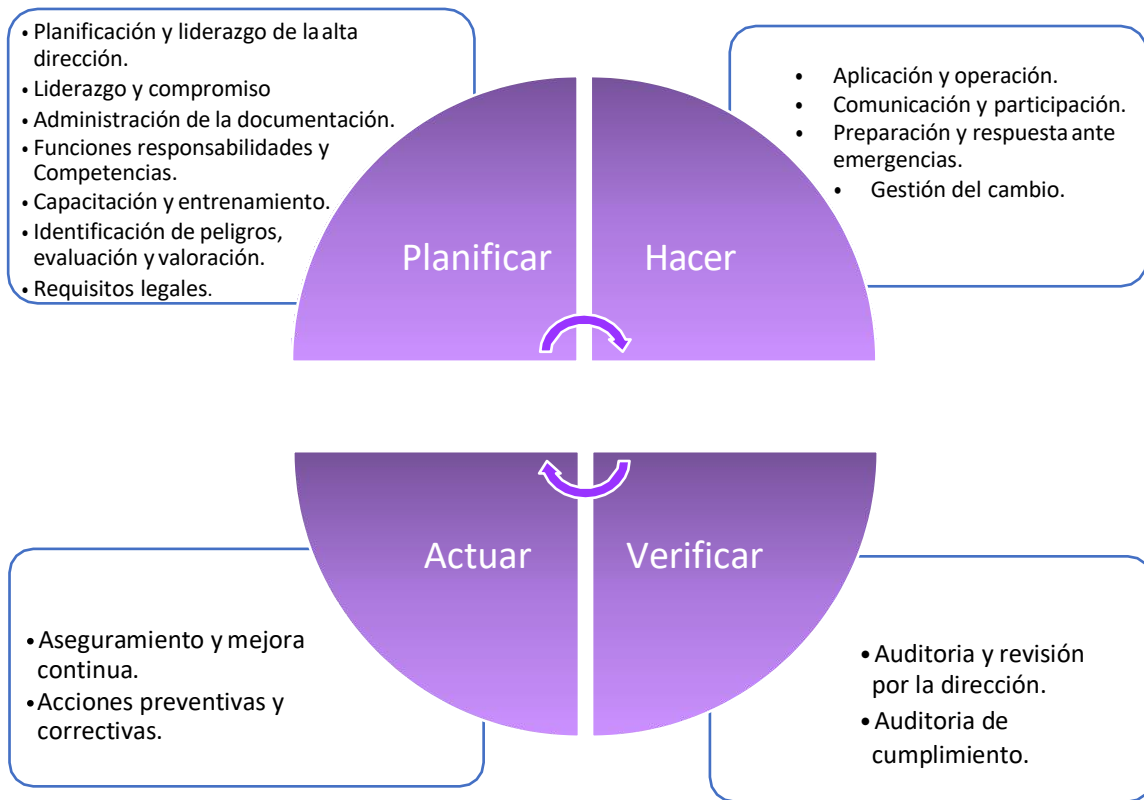 • Planificación y liderazgo de la alta
dirección.
• Liderazgo y compromiso
• Administración de la documentación.
• Funciones responsabilidades y
Competencias.
• Capacitación y entrenamiento.
• Identificación de peligros,
evaluación y valoración.
• Requisitos legales.
• Aplicación y operación.
• Comunicación y participación.
• Preparación y respuesta ante
emergencias.
• Gestión del cambio.
Planificar
Hacer
Actuar
Verificar
• Aseguramiento y mejora
continua.
• Acciones preventivas y
correctivas.
• Auditoria y revisión
por la dirección.
• Auditoria de
cumplimiento.